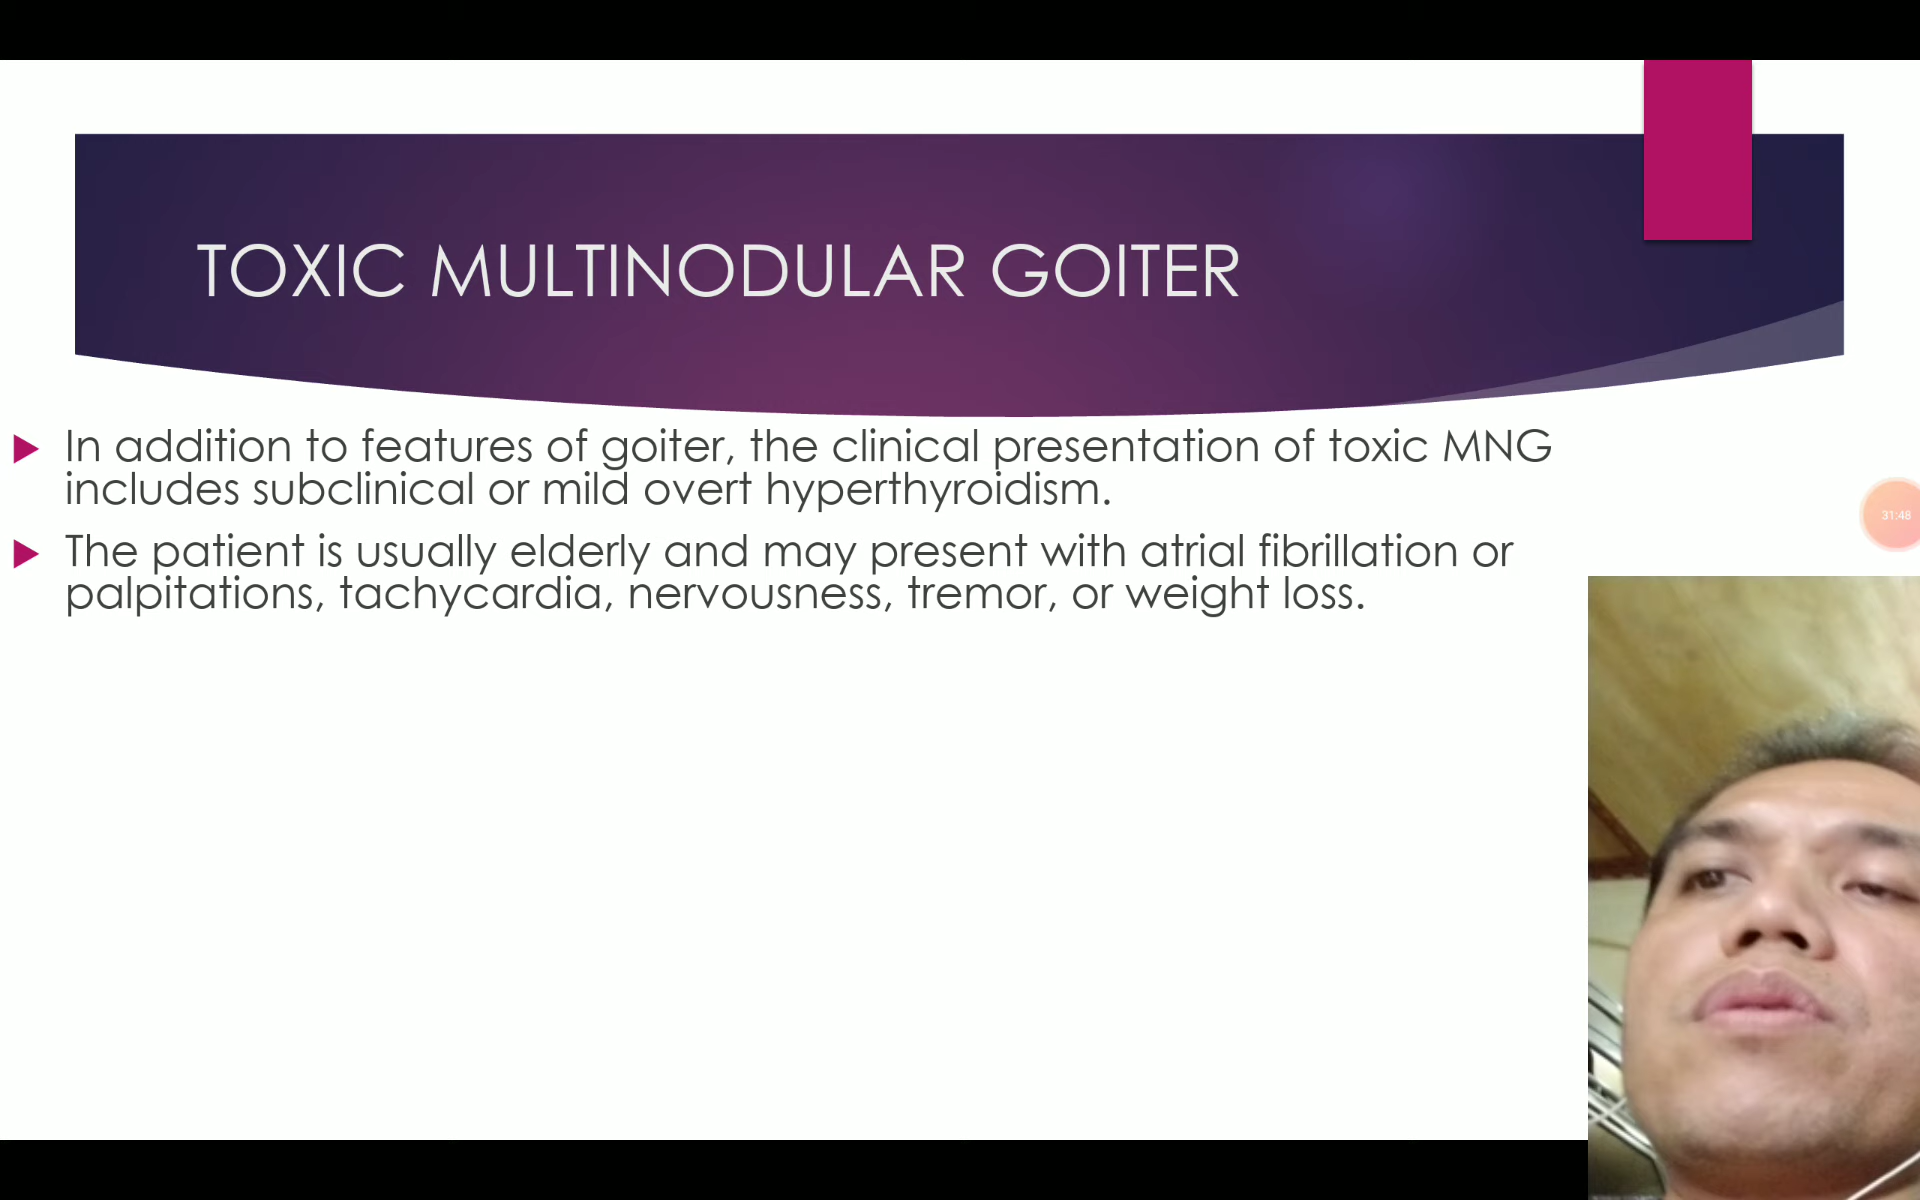 TOXIC MULTINODULAR GOITER
In addition to features of goiter, the clinical presentation of toxic MNG
includes subclinical or mild overt hyperthyroidism.
The patient is usually elderly and may present with atrial fibrillation or
palpitations, tachycardia, nervousness, tremor, or weight loss.
31:48